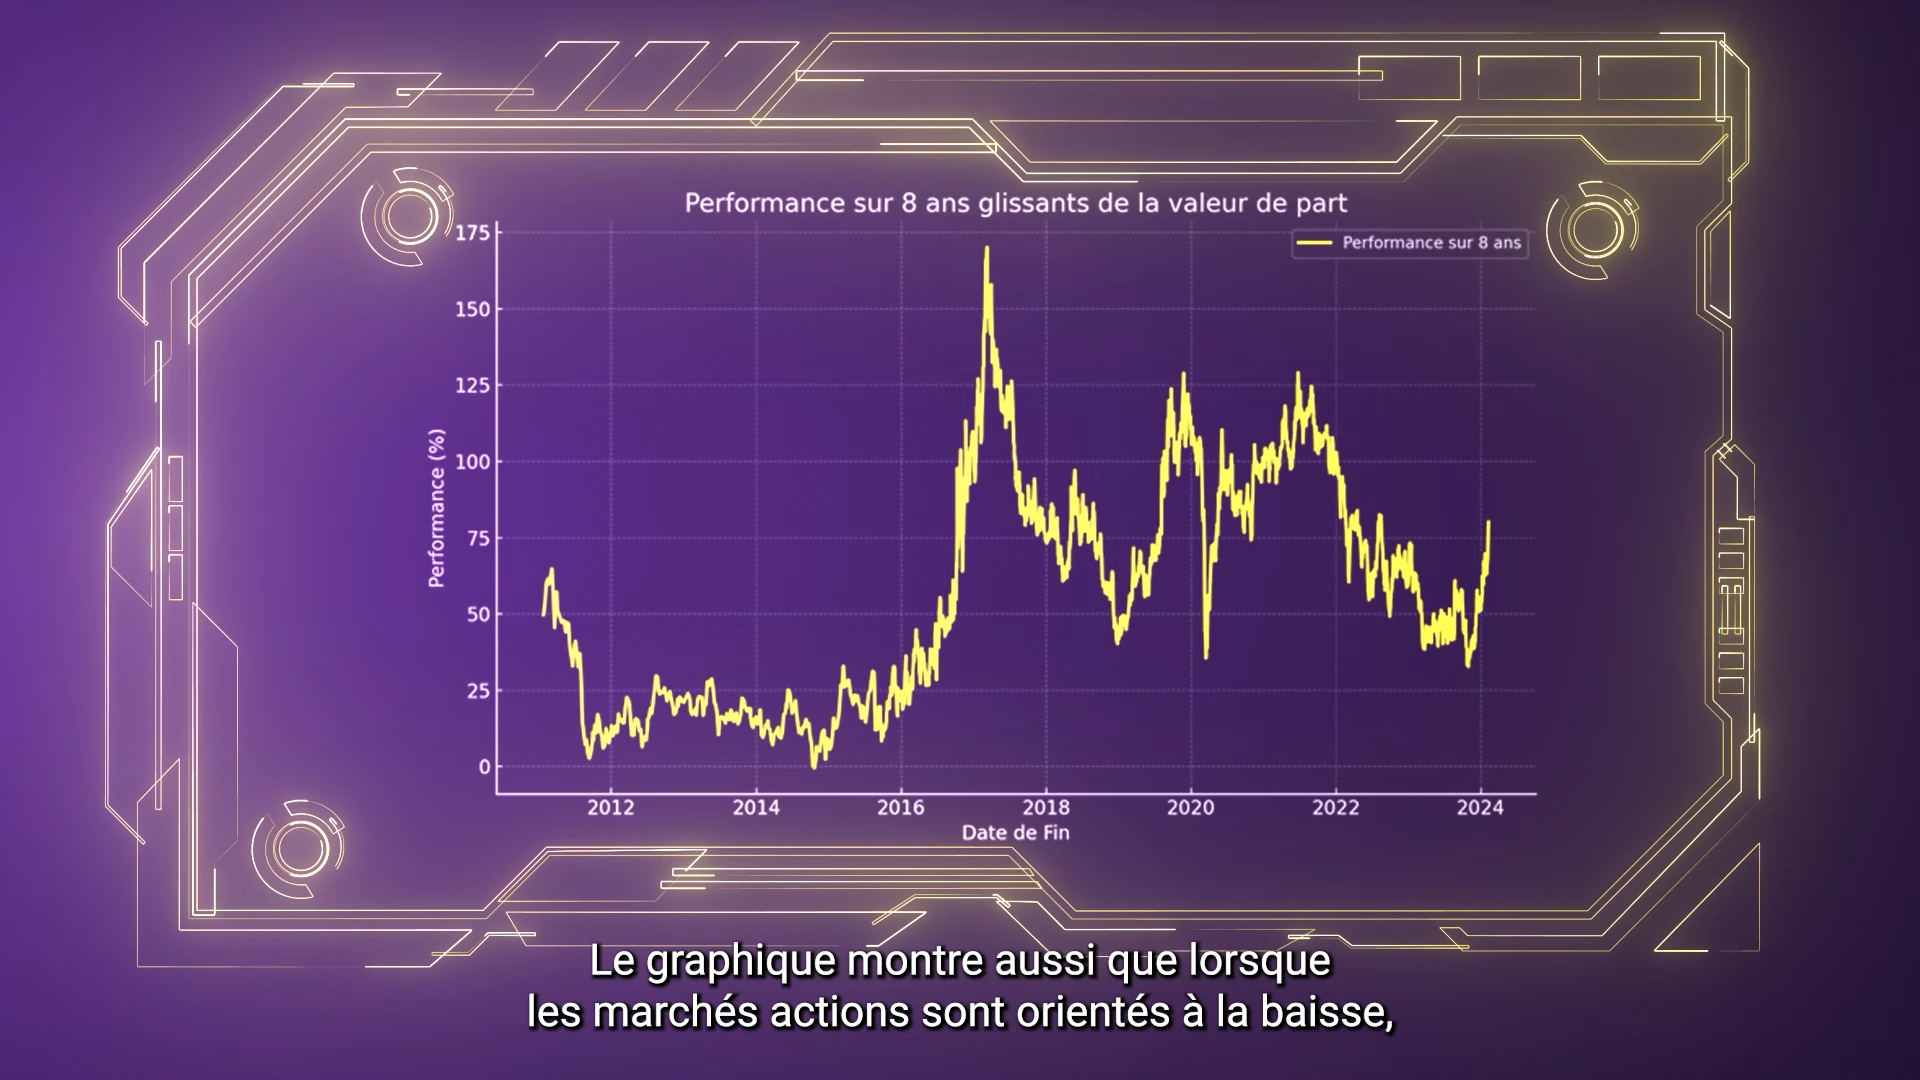 Performance sur 8 ans glissants de la valeur de part
Performance sur 8 ans
175
150
125
100
75
50
25
0
Performance (%)
2012 2014 2016 2018 2020 2022 2024
Date de Fin
Le graphique montre aussi que lorsque
les marchés actions sont orientés à la baisse,